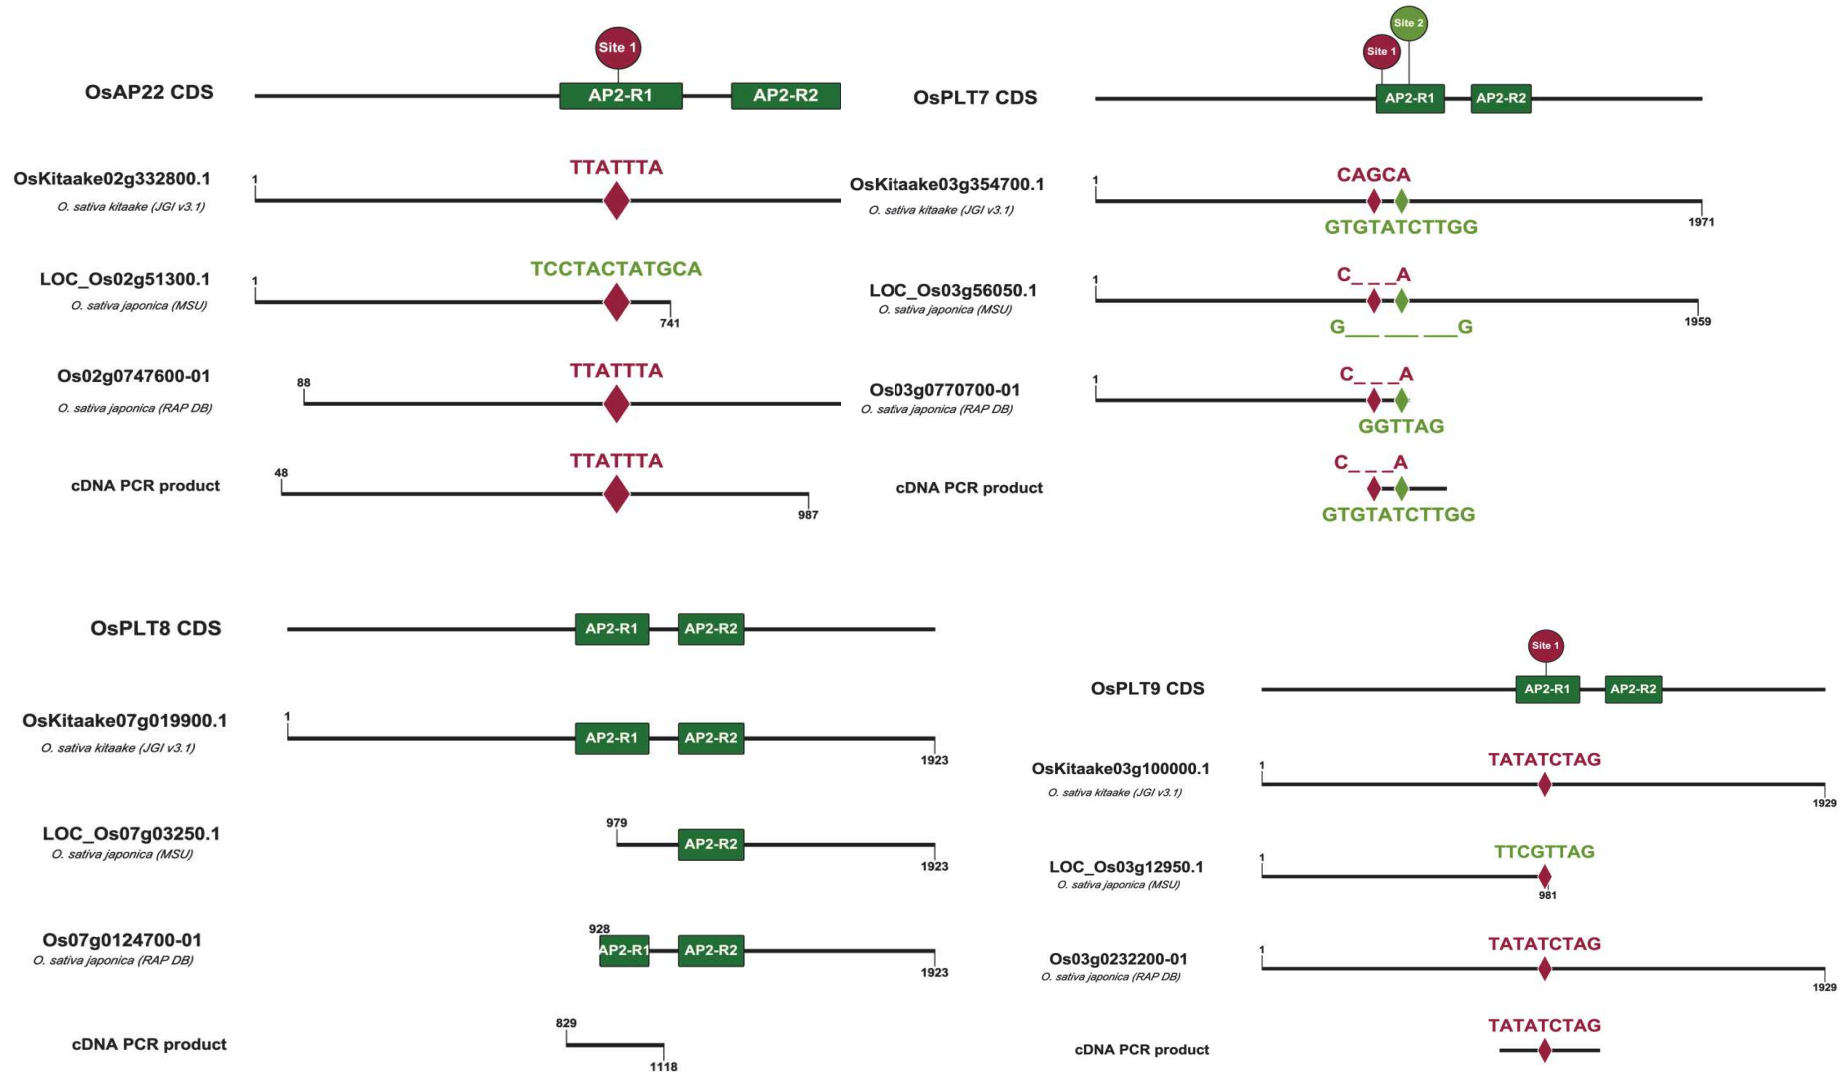 Site 1
OsAP22 CDS
AP2-R1
AP2-R2
OsKitaake02g332800.1
O. sativa kitaake (JGI v3.1)
1
TTATTTA
LOC_Os02g51300.1
O. sativa japonica (MSU)
1
TCCTACTATGCA
741
Os02g0747600-01
O. sativa japonica (RAP DB)
88
TTATTTA
cDNA PCR product
48
TTATTTA
987
Site 2
Site 1
OsPLT7 CDS
AP2-R1
AP2-R2
OsKitaake03g354700.1
O. sativa kitaake (JGI v3.1)
1
CAGCA
GTGTATCTTGG
1971
LOC_Os03g56050.1
O. sativa japonica (MSU)
1
C_ _ _A
G___ ___ ___G
1959
Os03g0770700-01
O. sativa japonica (RAP DB)
1
C_ _ _A
GGTTAG
cDNA PCR product
C_ _ _A
GTGTATCTTGG
OsPLT8 CDS
AP2-R1
AP2-R2
OsKitaake07g019900.1
O. sativa kitaake (JGI v3.1)
1
AP2-R1
AP2-R2
1923
LOC_Os07g03250.1
O. sativa japonica (MSU)
979
AP2-R2
1923
Os07g0124700-01
O. sativa japonica (RAP DB)
928
AP2-R1
AP2-R2
1923
cDNA PCR product
829
1118
Site 1
OsPLT9 CDS
AP2-R1
AP2-R2
OsKitaake03g100000.1
O. sativa kitaake (JGI v3.1)
1
TATATCTAG
1929
LOC_Os03g12950.1
O. sativa japonica (MSU)
1
TTCGTTAG
981
Os03g0232200-01
O. sativa japonica (RAP DB)
1
TATATCTAG
1929
cDNA PCR product
TATATCTAG